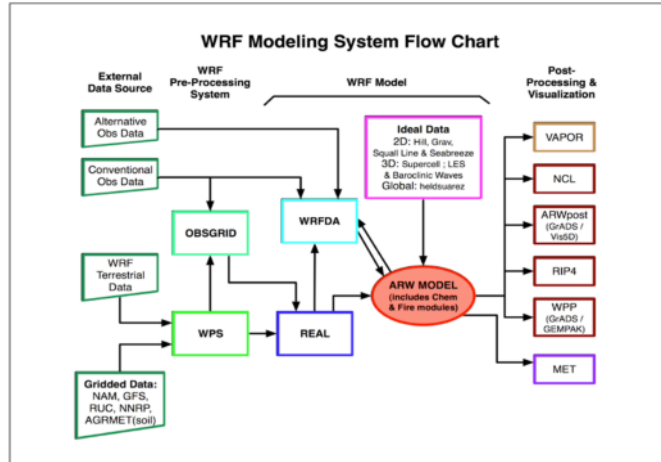 WRF Modeling System Flow Chart
External
Data Source
WRF
Pre-Processing
System
WRF Model
Post-
Processing &
Visualization
Alternative
Obs Data
Conventional
Obs Data
WRF
Terrestrial
Data
Gridded Data:
NAM, GFS,
RUC, NNRP,
AGRMET(soil)
OBSGRID
WPS
WRFDA
REAL
Ideal Data
2D: Hill, Grav,
Squall Line & Seabreeze
3D: Supercell ; LES
& Baroclinic Waves
Global: heldsuarez
ARW MODEL
(includes Chem
& Fire modules)
VAPOR
NCL
ARWpost
(GrADS /
Vis5D)
RIP4
WPP
(GrADS /
GEMPAK)
MET